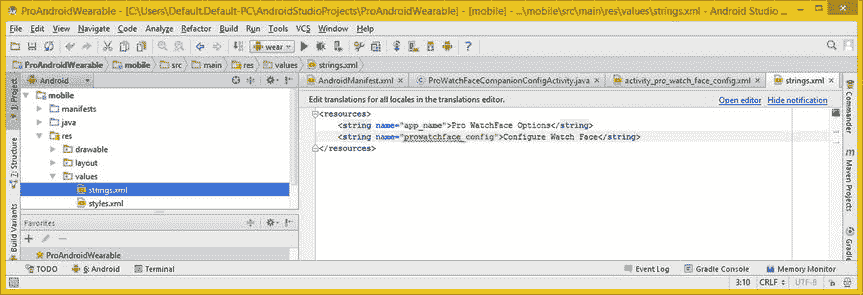 ProAndroidWearable - [C:\Users\Default.Default-PC\AndroidStudioProjects\ProAndroidWearable] - [mobile] - ...\mobile\src\main\res\values\strings.xml - Android Studio
File Edit View Navigate Code Analyze Refactor Build Run Tools VCS Window Help
wear
ProAndroidWearable mobile src main res values strings.xml
1: Project
Android
AndroidManifest.xml ProWatchFaceCompanionConfigActivity.java activity_pro_watch_face_config.xml strings.xml
mobile
manifests
java
res
drawable
layout
values
strings.xml
styles.xml
Edit translations for all locales in the translations editor. Open editor Hide notification
<resources>
<string name="app_name">Pro WatchFace Options</string>
<string name="prowatchface_config">Configure Watch Face</string>
</resources>
7: Structure
Build Variants
Favorites
ProAndroidWearable
Commander
Maven Projects
Gradle
TODO 6: Android Terminal Event Log Gradle Console Memory Monitor
3:10 CRLF UTF-8